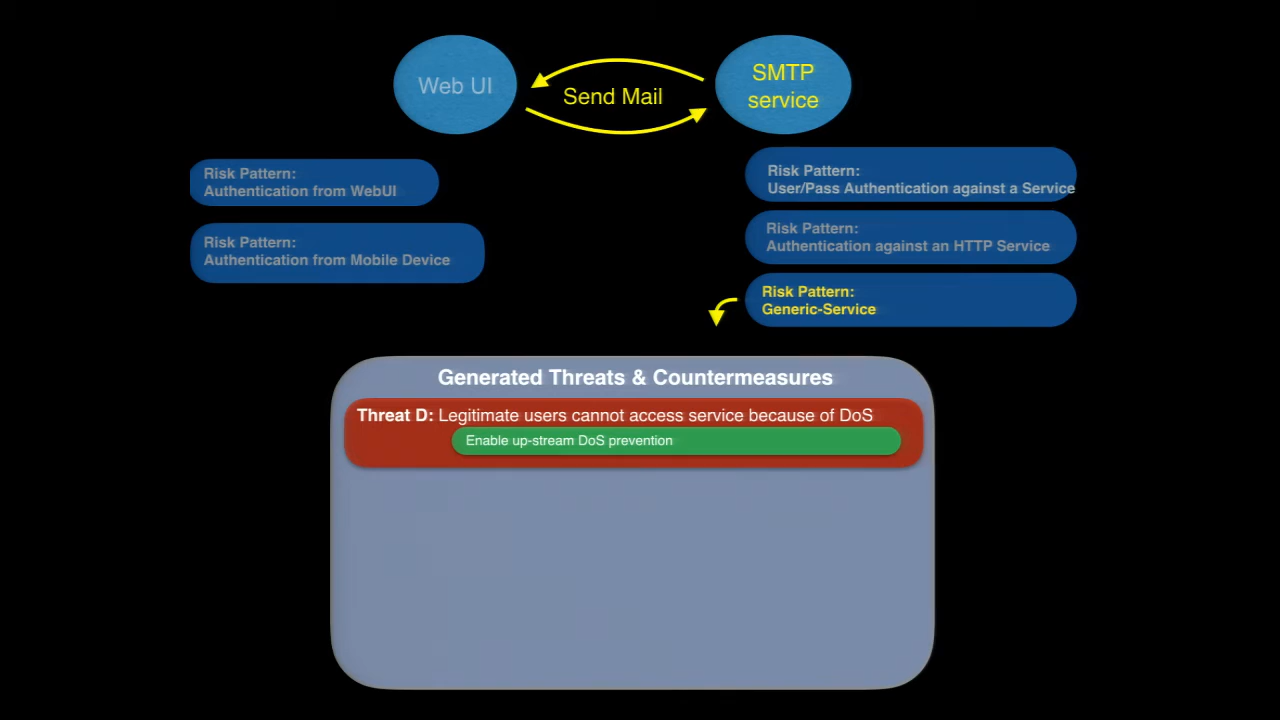 Web UI
Send Mail
SMTP
service
Risk Pattern:
Authentication from WebUI
Risk Pattern:
Authentication from Mobile Device
Risk Pattern:
User/Pass Authentication against a Service
Risk Pattern:
Authentication against an HTTP Service
Risk Pattern:
Generic-Service
Generated Threats & Countermeasures
Threat D: Legitimate users cannot access service because of DoS
Enable up-stream DoS prevention